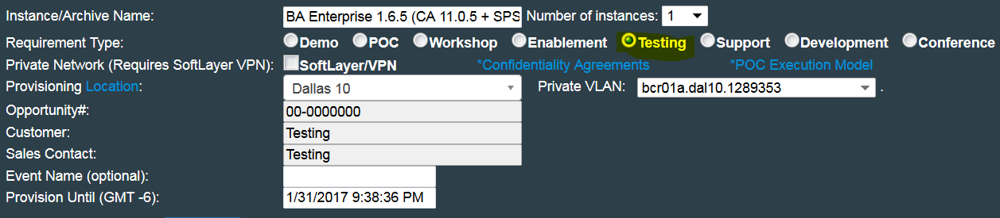 Instance/Archive Name: BA Enterprise 1.6.5 (CA 11.0.5 + SPS Number of instances: 1
Requirement Type: Demo POC Workshop Enablement Testing Support Development Conference
Private Network (Requires SoftLayer VPN): SoftLayer/VPN *Confidentiality Agreements *POC Execution Model
Provisioning Location: Dallas 10 Private VLAN: bcr01a.dal10.1289353 .
Opportunity#: 00-0000000
Customer: Testing
Sales Contact: Testing
Event Name (optional):
Provision Until (GMT -6): 1/31/2017 9:38:36 PM